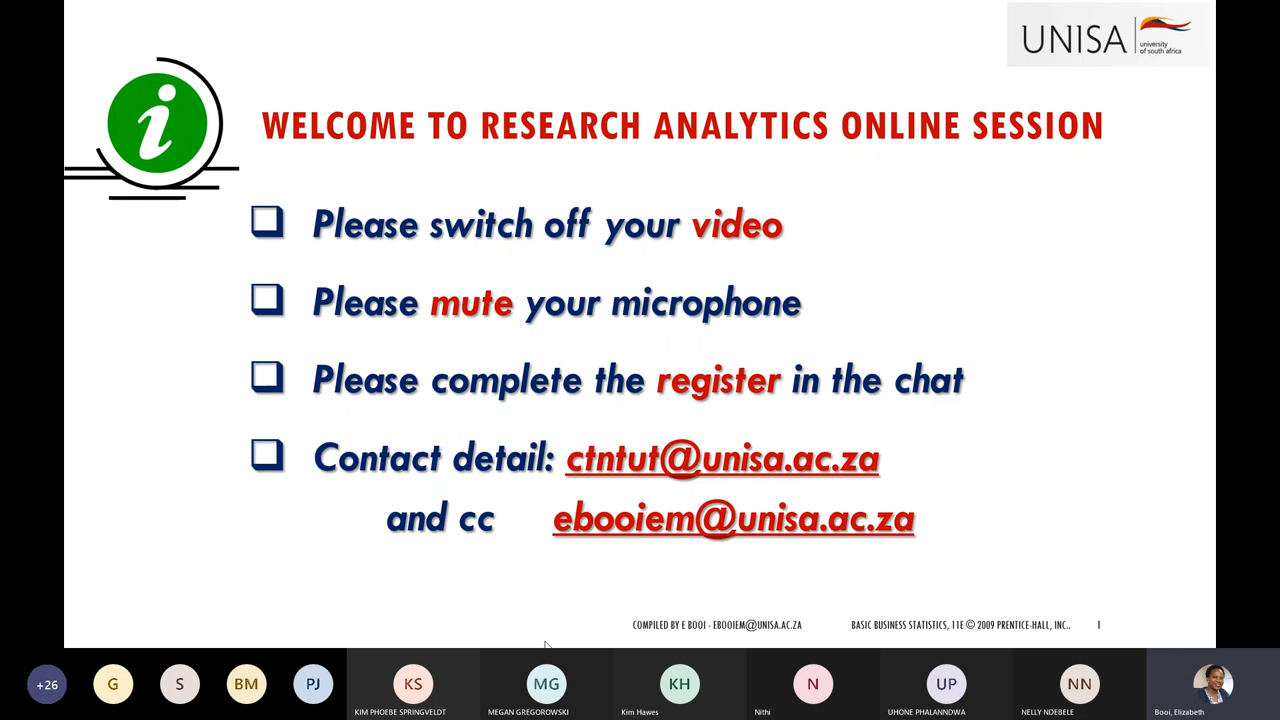 UNISA
university
of south africa
i
WELCOME TO RESEARCH ANALYTICS ONLINE SESSION
Please switch off your video
Please mute your microphone
Please complete the register in the chat
Contact detail: ctntut@unisa.ac.za
and cc ebooiem@unisa.ac.za
COMPILED BY E BOOI - EBOOIEM@UNISA.AC.ZA BASIC BUSINESS STATISTICS, 11E © 2009 PRENTICE-HALL, INC.. 1
+26 G S BM PJ KS MG KH N UP NN
KIM PHOEBE SPRINGVELDT MEGAN GREGOROWSKI Kim Hawes Nithi UHONE PHALANNDWA NELLY NDEBELE Booi, Elizabeth